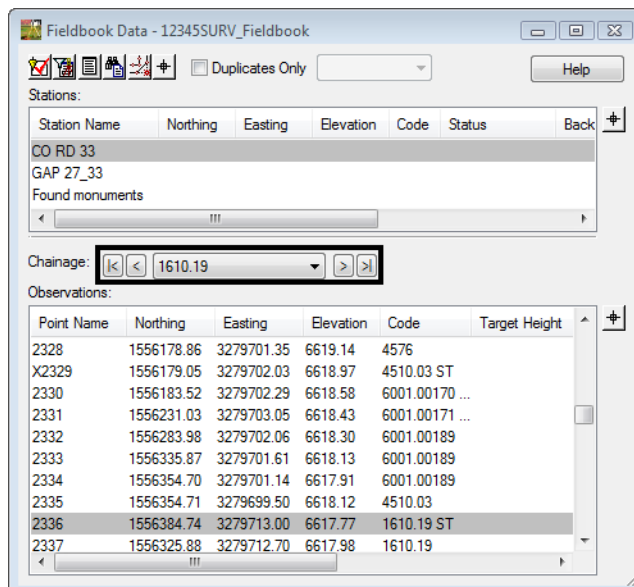 Fieldbook Data - 12345SURV_Fieldbook
Duplicates Only Help
Stations:
Station Name Northing Easting Elevation Code Status Back
CO RD 33
GAP 27_33
Found monuments
Chainage: 1610.19
Observations:
Point Name Northing Easting Elevation Code Target Height
2328 1556178.86 3279701.35 6619.14 4576
X2329 1556179.05 3279702.03 6618.97 4510.03 ST
2330 1556183.52 3279702.29 6618.58 6001.00170 ...
2331 1556231.03 3279703.05 6618.43 6001.00171 ...
2332 1556283.98 3279702.06 6618.30 6001.00189
2333 1556335.87 3279701.61 6618.13 6001.00189
2334 1556354.70 3279701.14 6617.91 6001.00189
2335 1556354.71 3279699.50 6618.12 4510.03
2336 1556384.74 3279713.00 6617.77 1610.19 ST
2337 1556325.88 3279712.70 6617.98 1610.19